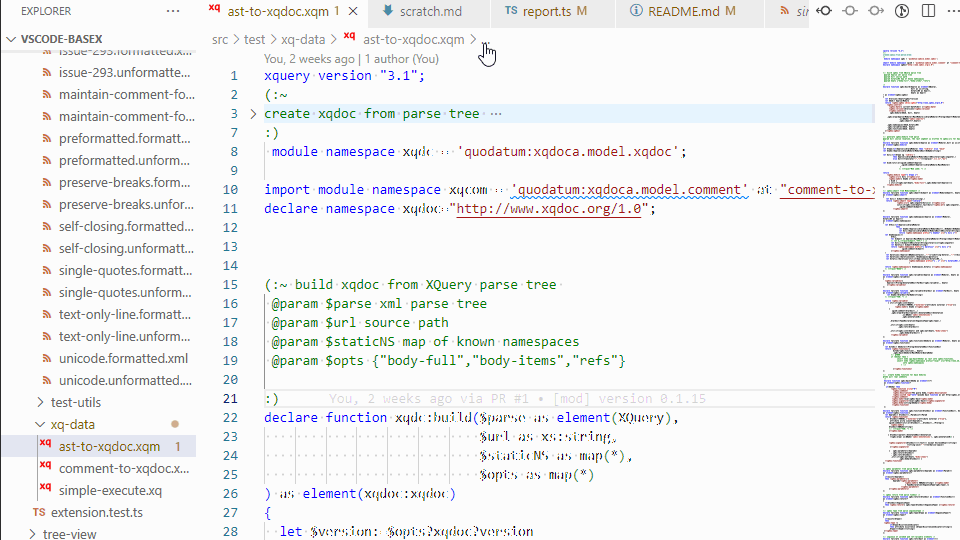 EXPLORER ···
ast-to-xqdoc.xqm 1 scratch.md TS report.ts M README.md M
VSCODE-BASEX
src > test > xq-data > xq ast-to-xqdoc.xqm > ...
issue-293.formatted...
issue-293.unformatte...
maintain-comment-fo...
maintain-comment-fo...
preformatted.formatt...
preformatted.unform...
preserve-breaks.form...
preserve-breaks.unfor...
self-closing.formatted...
self-closing.unformatt...
single-quotes.formatt...
single-quotes.unform...
text-only-line.formatt...
text-only-line.unform...
unicode.formatted.xml
unicode.unformatted....
test-utils
xq-data
xq ast-to-xqdoc.xqm 1
xq comment-to-xqdoc.x...
xq simple-execute.xq
TS extension.test.ts
tree-view
You, 2 weeks ago | 1 author (You)
1 xquery version "3.1";
2 (:~
3 create xqdoc from parse tree ···
7 :)
8 module namespace xqdc = 'quodatum:xqdoca.model.xqdoc';
9
10 import module namespace xqcom = 'quodatum:xqdoca.model.comment' at "comment-to-x
11 declare namespace xqdoc="http://www.xqdoc.org/1.0";
12
13
14
15 (:~ build xqdoc from XQuery parse tree
16 @param $parse xml parse tree
17 @param $url source path
18 @param $staticNS map of known namespaces
19 @param $opts {"body-full","body-items","refs"}
20
21 :) You, 2 weeks ago via PR #1 • [mod] version 0.1.15
22 declare function xqdc:build($parse as element(XQuery),
23 $url as xs:string,
24 $staticNS as map(*),
25 $opts as map(*)
26 ) as element(xqdoc:xqdoc)
27 {
28 let $version:= $opts?xqdoc?version